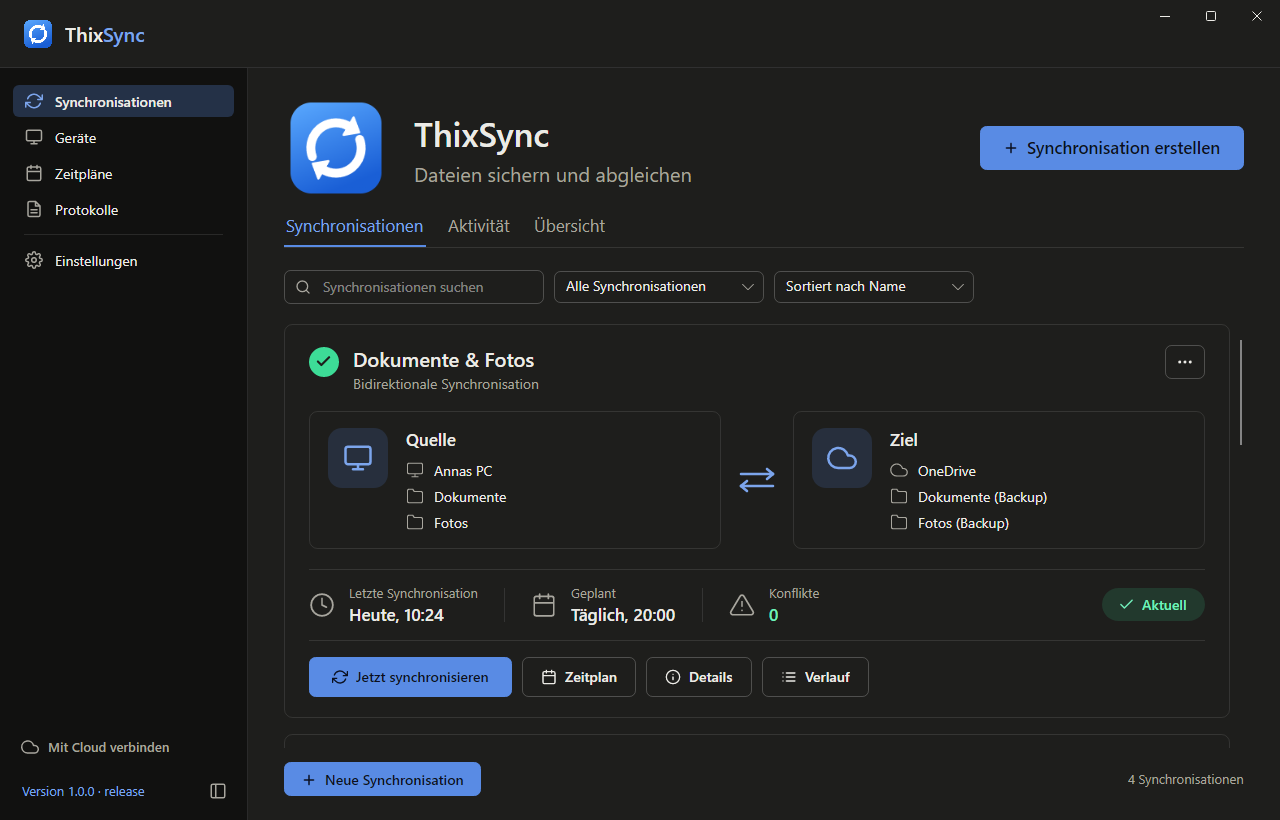 ThixSync
Synchronisationen
Geräte
Zeitpläne
Protokolle
Einstellungen
Mit Cloud verbinden
Version 1.0.0 · release
ThixSync
Dateien sichern und abgleichen
+ Synchronisation erstellen
Synchronisationen Aktivität Übersicht
Synchronisationen suchen Alle Synchronisationen Sortiert nach Name
Dokumente & Fotos
Bidirektionale Synchronisation
Quelle
Annas PC
Dokumente
Fotos
Ziel
OneDrive
Dokumente (Backup)
Fotos (Backup)
Letzte Synchronisation
Heute, 10:24
Geplant
Täglich, 20:00
Konflikte
0
Aktuell
Jetzt synchronisieren Zeitplan Details Verlauf
+ Neue Synchronisation
4 Synchronisationen